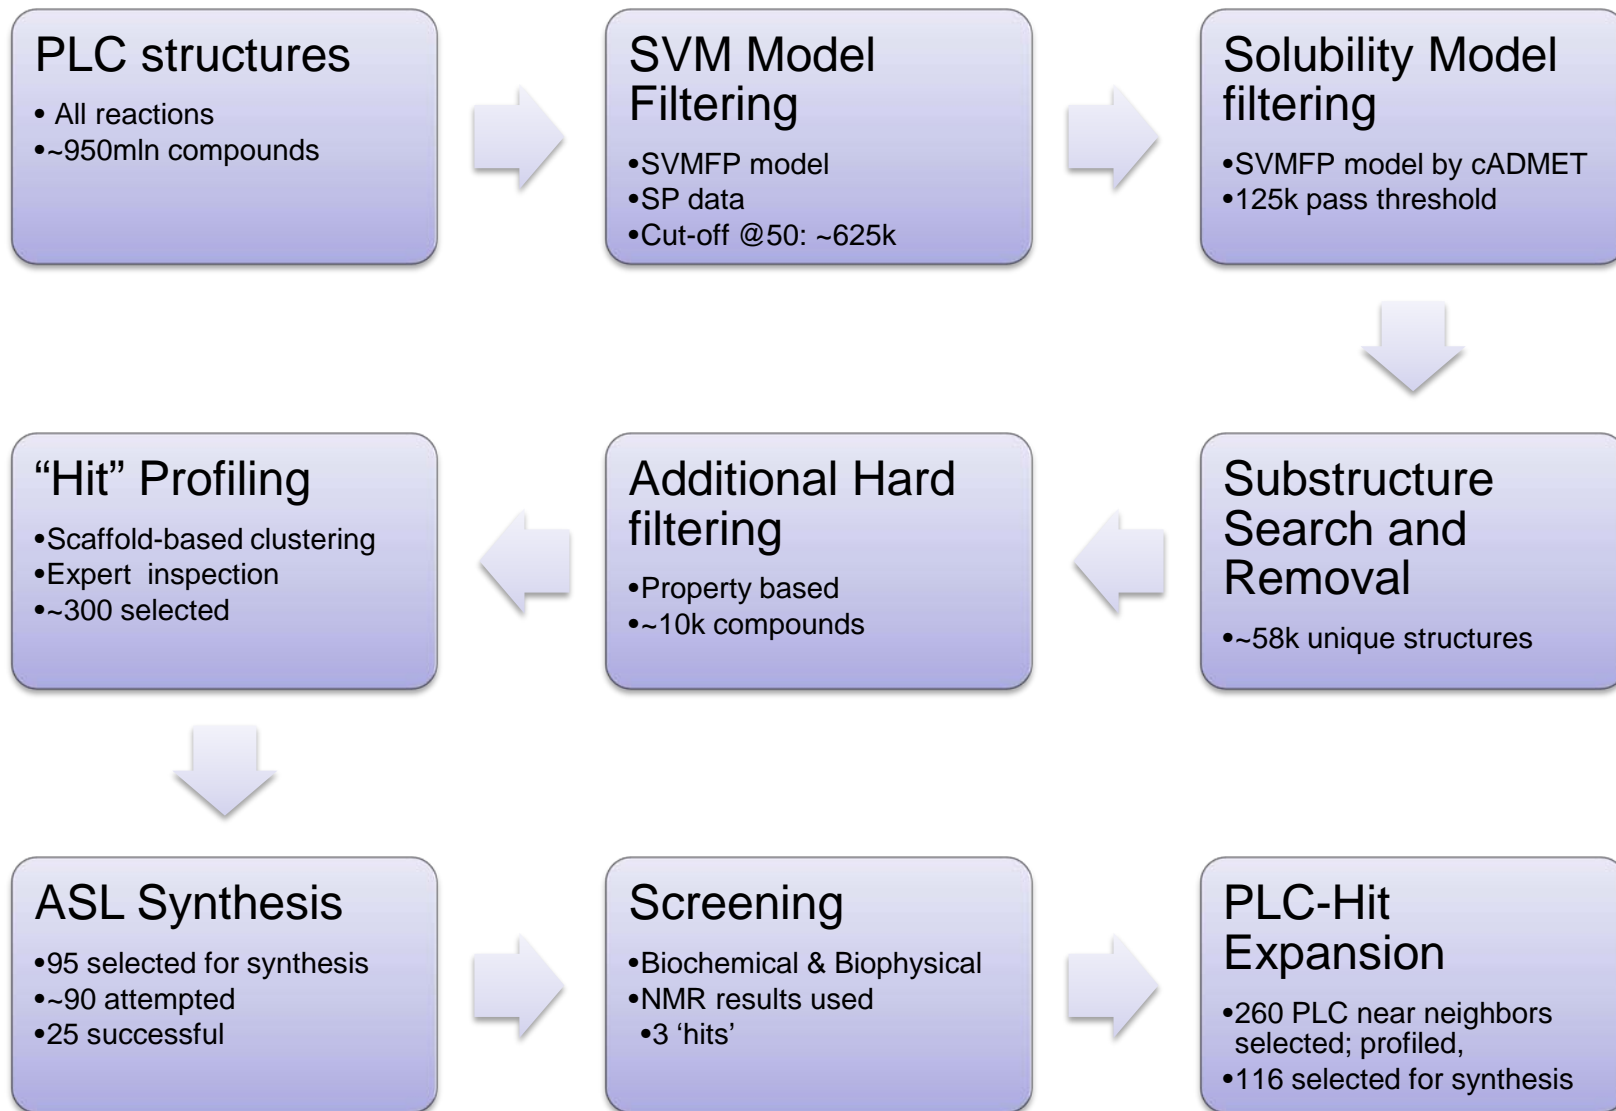 PLC structures
• All reactions
•~950mln compounds
SVM Model
Filtering
•SVMFP model
•SP data
•Cut-off @50: ~625k
Solubility Model
filtering
•SVMFP model by cADMET
•125k pass threshold
“Hit” Profiling
•Scaffold-based clustering
•Expert inspection
•~300 selected
Additional Hard
filtering
•Property based
•~10k compounds
Substructure
Search and
Removal
•~58k unique structures
ASL Synthesis
•95 selected for synthesis
•~90 attempted
•25 successful
Screening
•Biochemical & Biophysical
•NMR results used
•3 ‘hits’
PLC-Hit
Expansion
•260 PLC near neighbors
selected; profiled,
•116 selected for synthesis